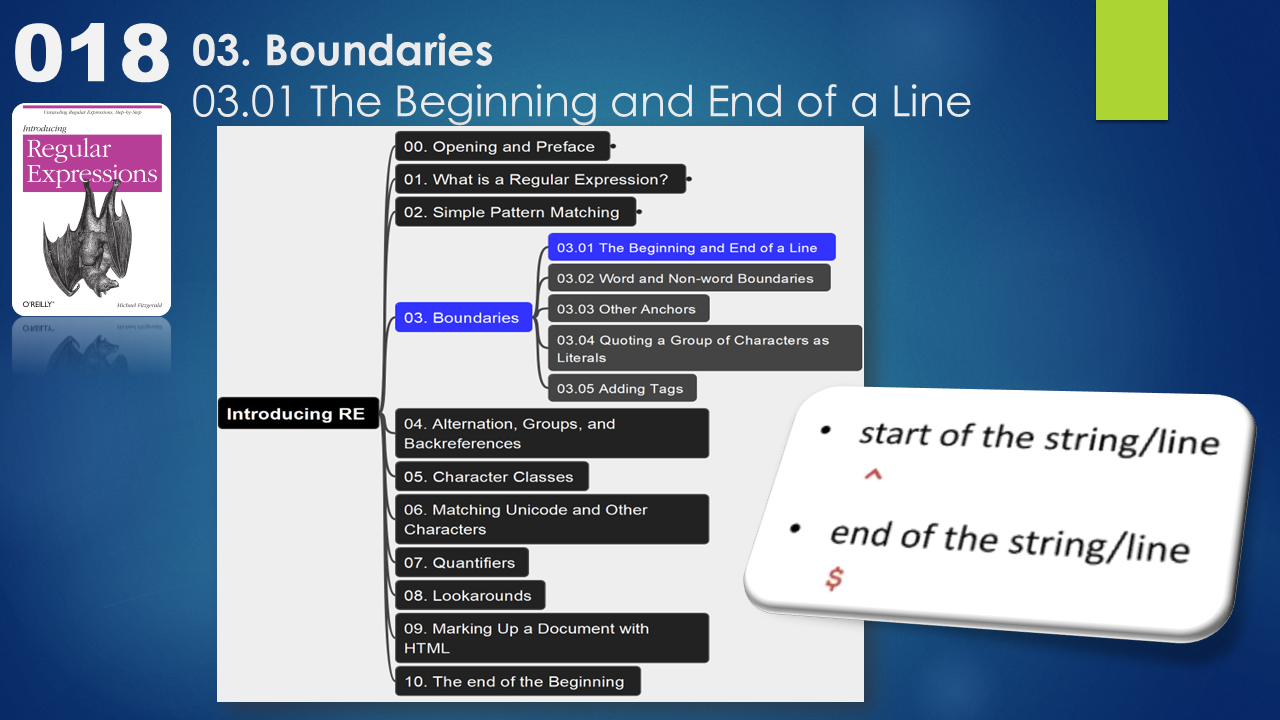 018
03. Boundaries
03.01 The Beginning and End of a Line
Unraveling Regular Expressions, Step-by-Step
Introducing
Regular
Expressions
O'REILLY®
Michael Fitzgerald
Introducing RE
00. Opening and Preface
01. What is a Regular Expression?
02. Simple Pattern Matching
03. Boundaries
03.01 The Beginning and End of a Line
03.02 Word and Non-word Boundaries
03.03 Other Anchors
03.04 Quoting a Group of Characters as
Literals
03.05 Adding Tags
04. Alternation, Groups, and
Backreferences
05. Character Classes
06. Matching Unicode and Other
Characters
07. Quantifiers
08. Lookarounds
09. Marking Up a Document with
HTML
10. The end of the Beginning
• start of the string/line
^
• end of the string/line
$